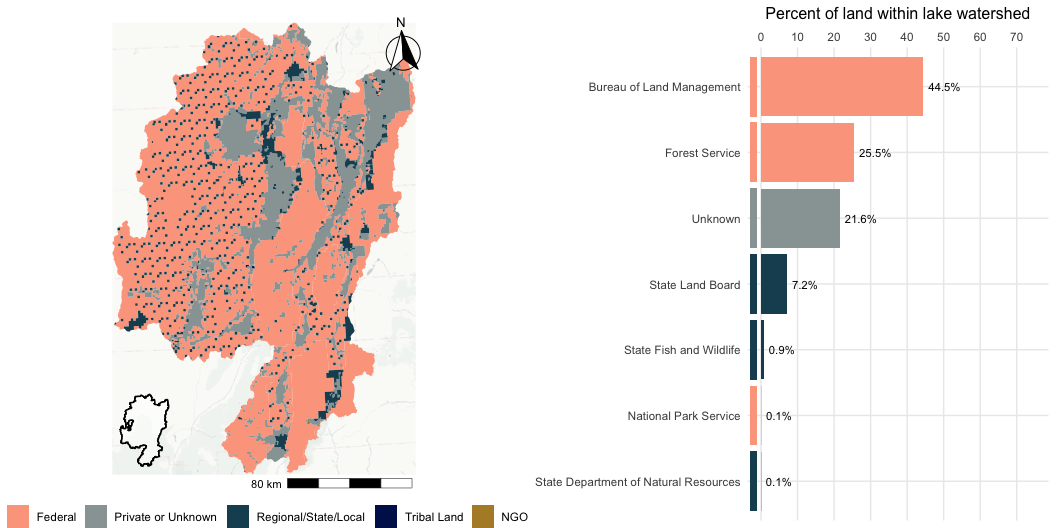 N
80 km
Federal
Private or Unknown
Regional/State/Local
Tribal Land
NGO
Percent of land within lake watershed
0 10 20 30 40 50 60 70
Bureau of Land Management 44.5%
Forest Service 25.5%
Unknown 21.6%
State Land Board 7.2%
State Fish and Wildlife 0.9%
National Park Service 0.1%
State Department of Natural Resources 0.1%